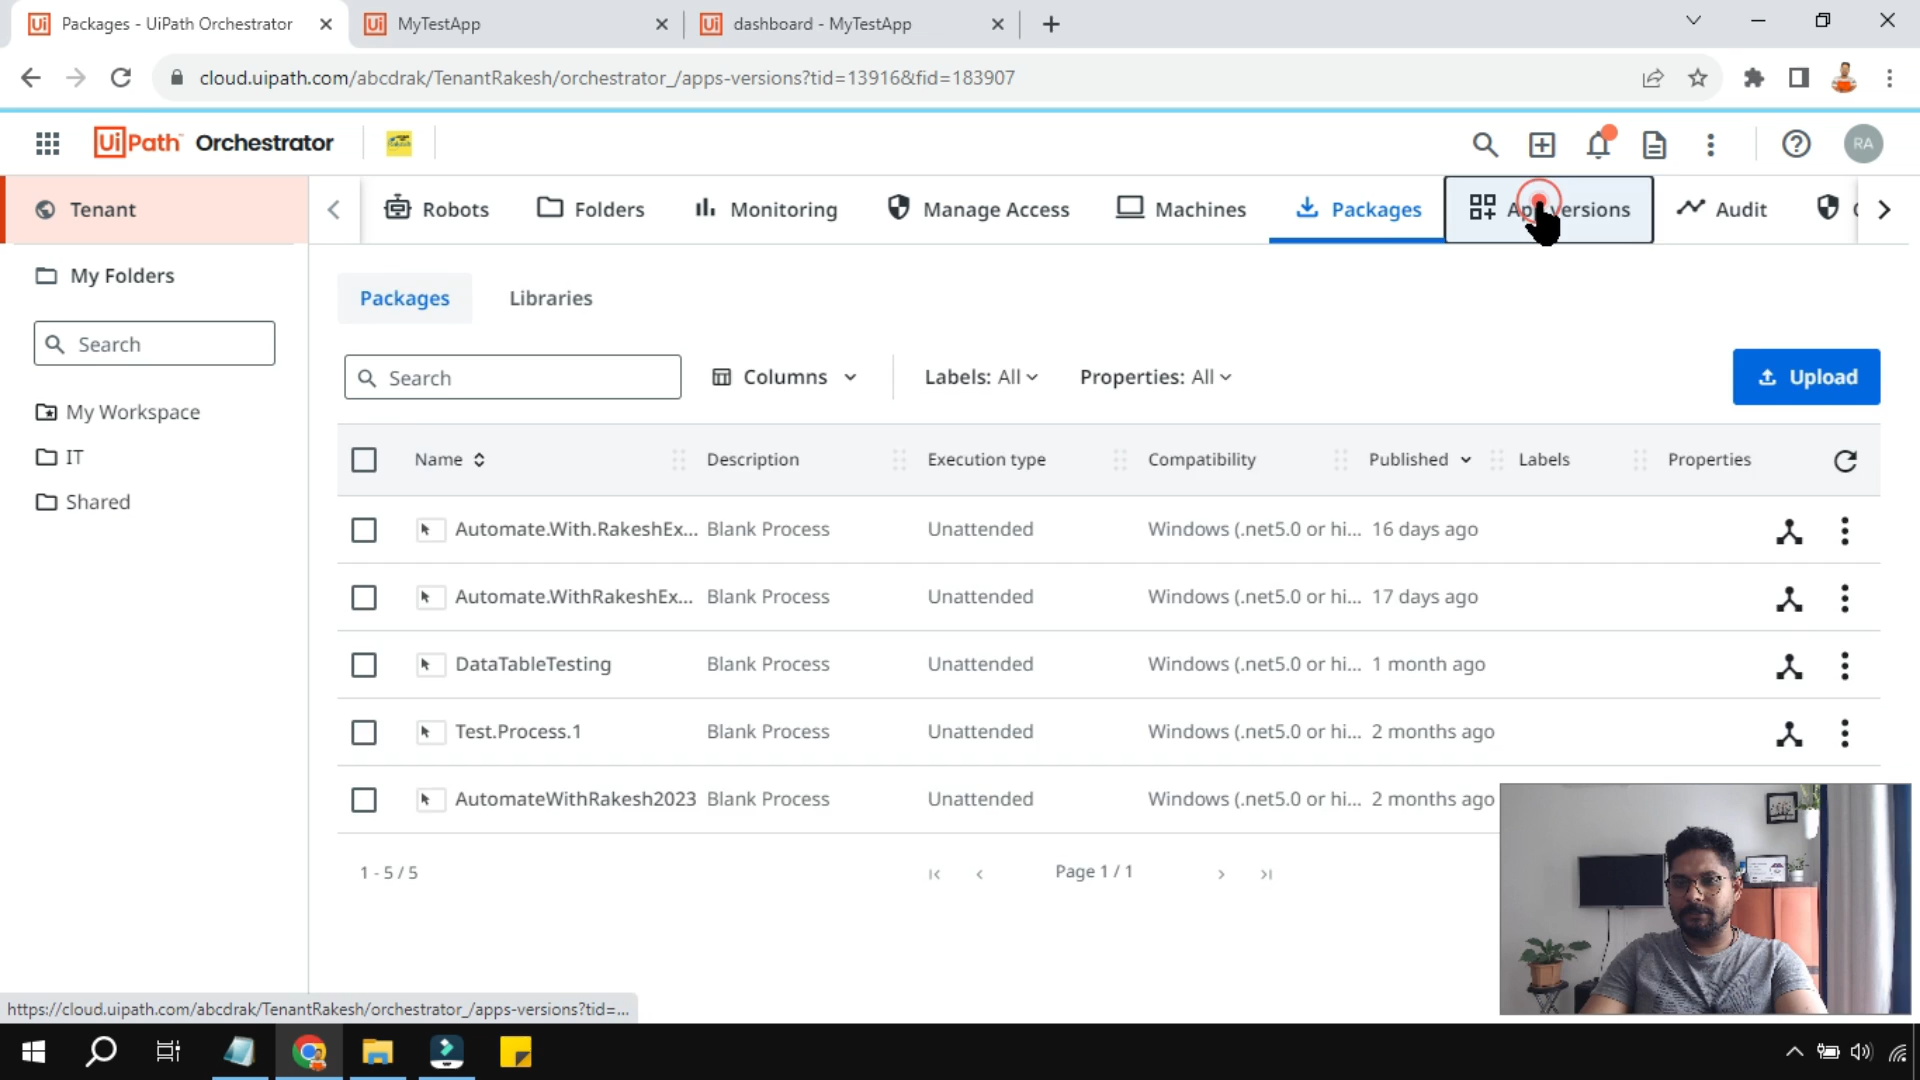 Packages - UiPath Orchestrator
MyTestApp
dashboard - MyTestApp
cloud.uipath.com/abcdrak/TenantRakesh/orchestrator_/apps-versions?tid=13916&fid=183907
UiPath Orchestrator
RA
Tenant
Robots
Folders
Monitoring
Manage Access
Machines
Packages
Audit
My Folders
Search
My Workspace
IT
Shared
Packages
Libraries
Search
Columns
Labels: All
Properties: All
Upload
Name
Description
Execution type
Compatibility
Published
Labels
Properties
Automate.With.RakeshEx... Blank Process Unattended Windows (.net5.0 or hi... 16 days ago
Automate.WithRakeshEx... Blank Process Unattended Windows (.net5.0 or hi... 17 days ago
DataTableTesting Blank Process Unattended Windows (.net5.0 or hi... 1 month ago
Test.Process.1 Blank Process Unattended Windows (.net5.0 or hi... 2 months ago
AutomateWithRakesh2023 Blank Process Unattended Windows (.net5.0 or hi... 2 months ago
1 - 5 / 5
Page 1 / 1
https://cloud.uipath.com/abcdrak/TenantRakesh/orchestrator_/apps-versions?tid=...